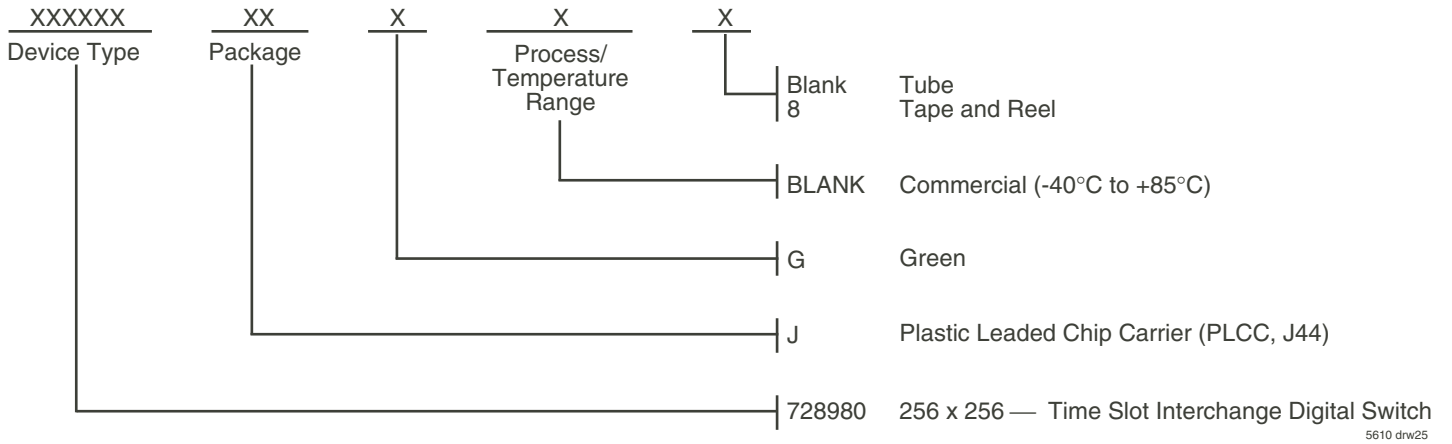 XXXXXX XX X X X
Device Type Package Process/
Temperature
Range
Blank Tube
8 Tape and Reel
BLANK Commercial (-40°C to +85°C)
G Green
J Plastic Leaded Chip Carrier (PLCC, J44)
728980 256 x 256 — Time Slot Interchange Digital Switch
5610 drw25